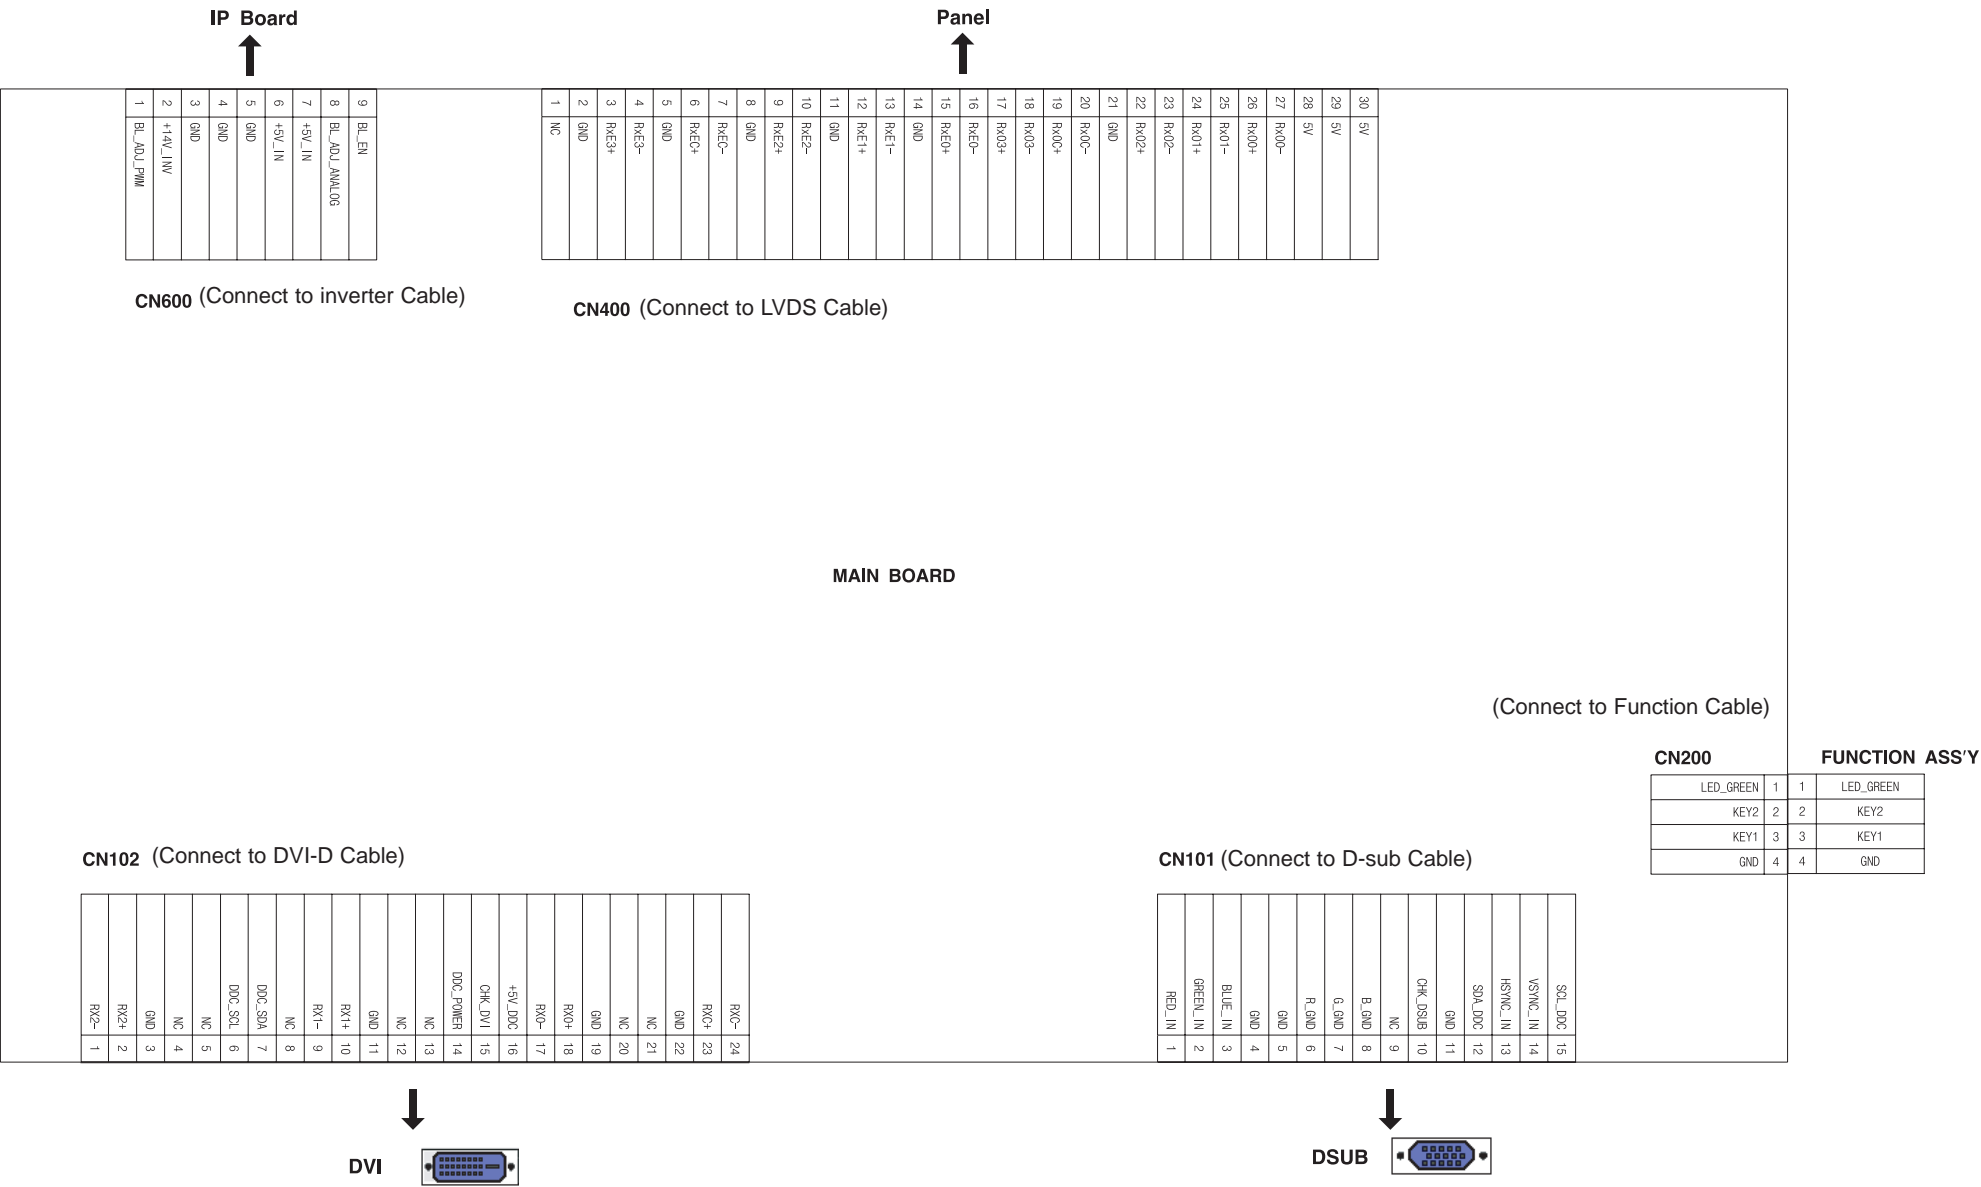 IP Board
Panel
1 BL_ADJ_PWM
2 +14V_INV
3 GND
4 GND
5 GND
6 +5V_IN
7 +5V_IN
8 BL_ADJ_ANALOG
9 BL_EN
1 NC
2 GND
3 RxE3+
4 RxE3-
5 GND
6 RxEC+
7 RxEC-
8 GND
9 RxE2+
10 RxE2-
11 GND
12 RxE1+
13 RxE1-
14 GND
15 RxE0+
16 RxE0-
17 RxO3+
18 RxO3-
19 RxOC+
20 RxOC-
21 GND
22 RxO2+
23 RxO2-
24 RxO1+
25 RxO1-
26 RxO0+
27 RxO0-
28 5V
29 5V
30 5V
CN600 (Connect to inverter Cable)
CN400 (Connect to LVDS Cable)
MAIN BOARD
(Connect to Function Cable)
CN200 FUNCTION ASS'Y
LED_GREEN 1 1 LED_GREEN
KEY2 2 2 KEY2
KEY1 3 3 KEY1
GND 4 4 GND
CN102 (Connect to DVI-D Cable)
CN101 (Connect to D-sub Cable)
RX2- 1
RX2+ 2
GND 3
NC 4
NC 5
DDC_SCL 6
DDC_SDA 7
NC 8
RX1- 9
RX1+ 10
GND 11
NC 12
NC 13
DDC_POWER 14
CHK_DVI 15
+5V_DDC 16
RX0- 17
RX0+ 18
GND 19
NC 20
NC 21
GND 22
RXC+ 23
RXC- 24
RED_IN 1
GREEN_IN 2
BLUE_IN 3
GND 4
GND 5
R_GND 6
G_GND 7
B_GND 8
NC 9
CHK_DSUB 10
GND 11
SDA_DDC 12
HSYNC_IN 13
VSYNC_IN 14
SCL_DDC 15
DVI
DSUB